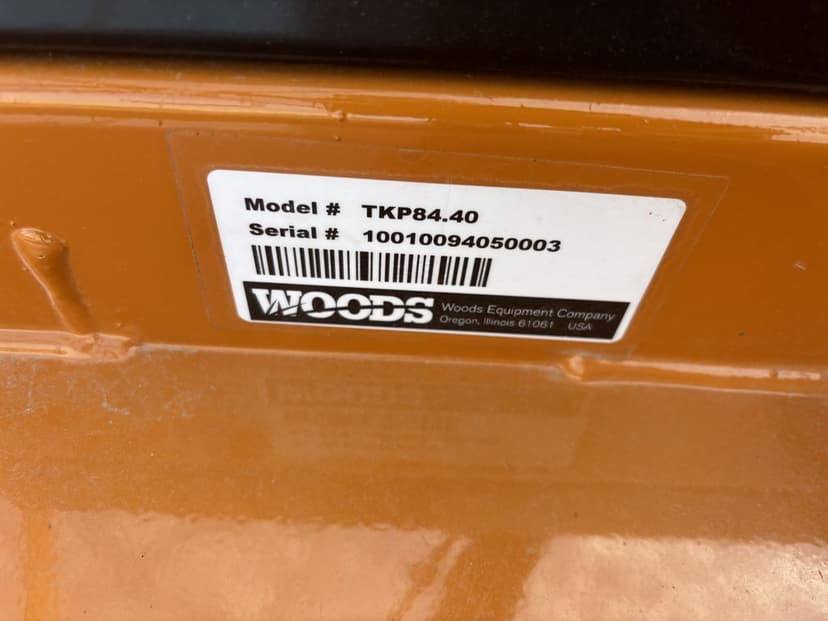 Model # TKP84.40
Serial # 10010094050003
WOODS Woods Equipment Company
Oregon, Illinois 61061 USA